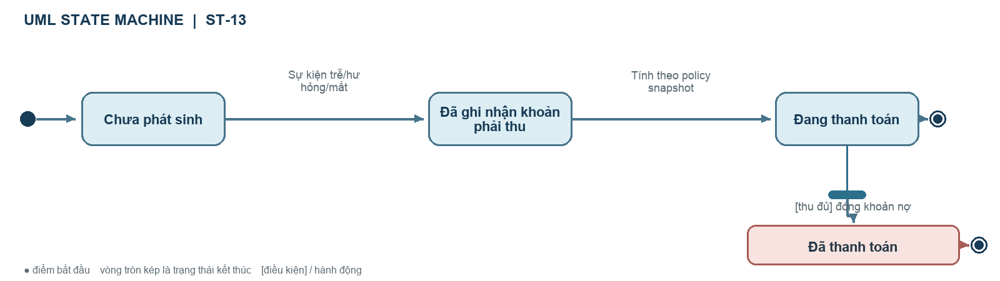 UML STATE MACHINE | ST-13
Sự kiện trễ/hư
hỏng/mất
Tính theo policy
snapshot
Chưa phát sinh
Đã ghi nhận khoản
phải thu
Đang thanh toán
[thu đủ] đóng khoản nợ
Đã thanh toán
● điểm bắt đầu vòng tròn kép là trạng thái kết thúc [điều kiện] / hành động